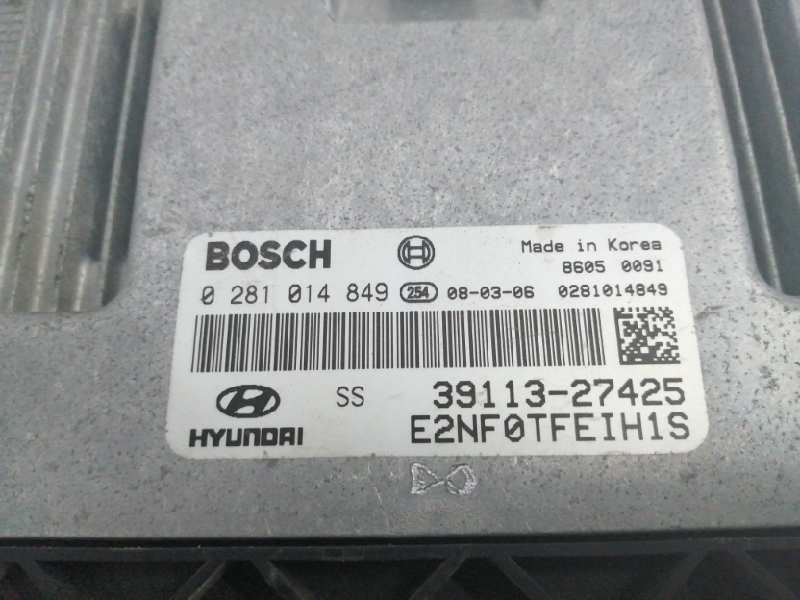 BOSCH
Made in Korea
8605 0091
0 281 014 849 254 08-03-06 0281014849
SS 39113-27425
HYUNDAI E2NF0TFEIH1S